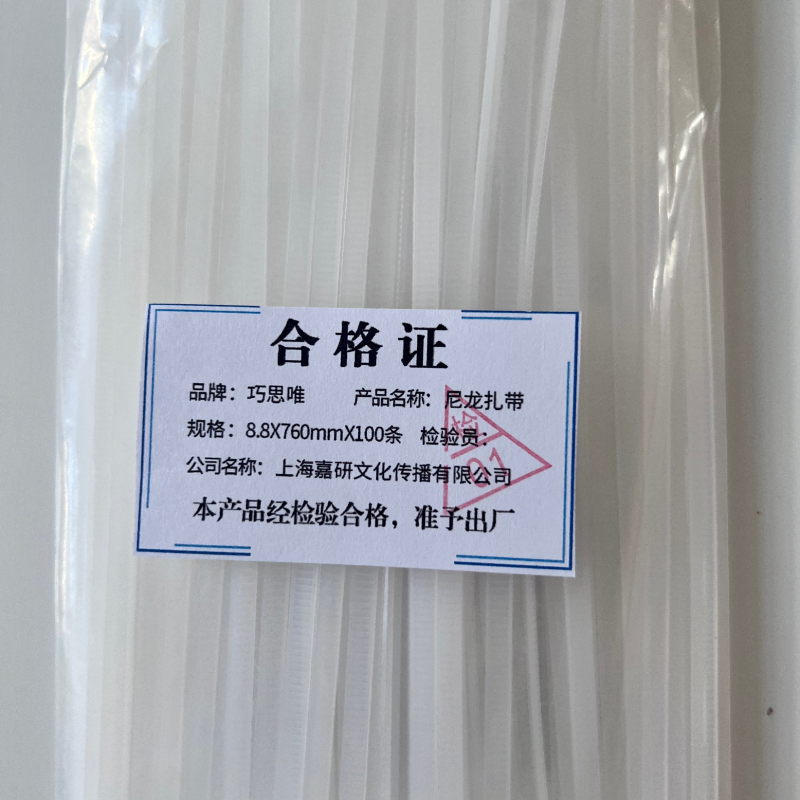 合格证
品牌：巧思唯 产品名称：尼龙扎带
规格：8.8X760mmX100条 检验员：
公司名称：上海嘉研文化传播有限公司
本产品经检验合格，准予出厂
检
01